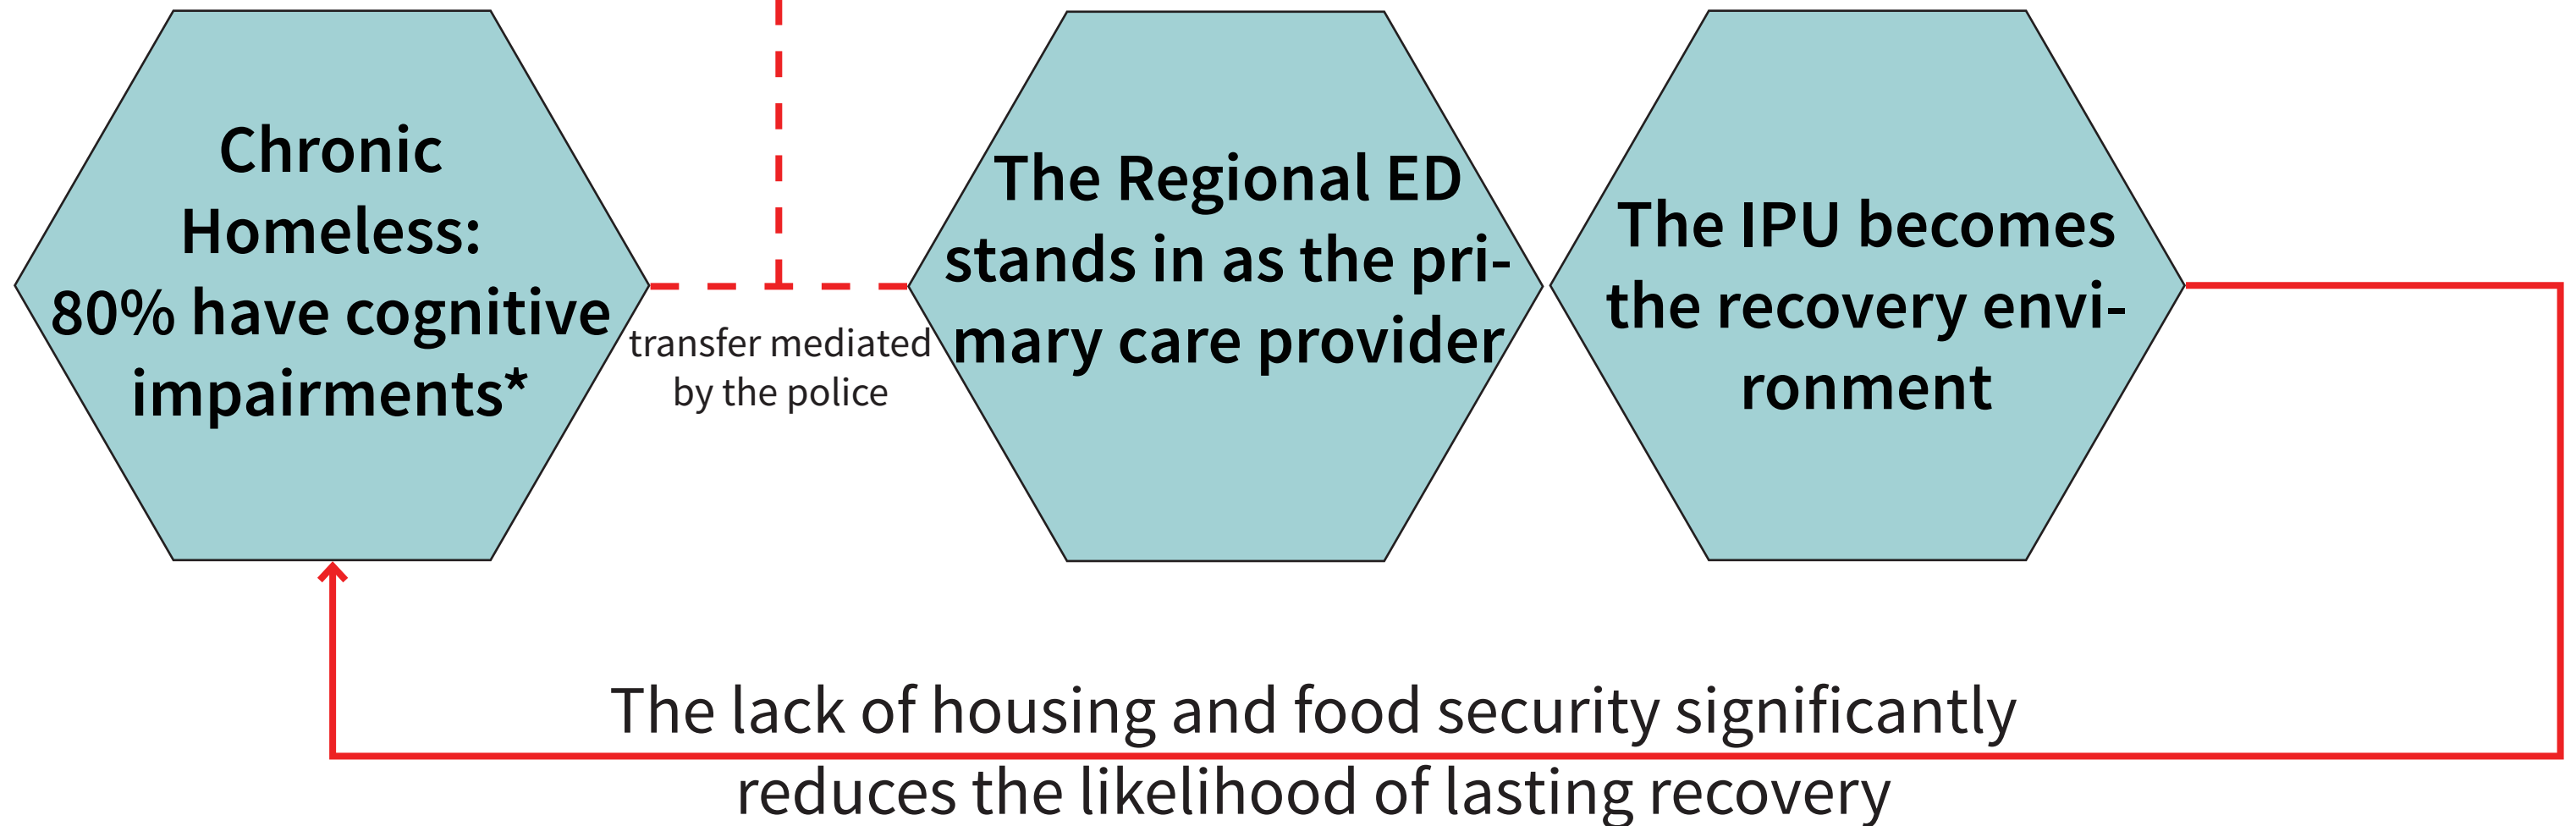 Chronic
Homeless:
80% have cognitive
impairments*
transfer mediated
by the police
The Regional ED
stands in as the pri-
mary care provider
The IPU becomes
the recovery envi-
ronment
The lack of housing and food security significantly
reduces the likelihood of lasting recovery